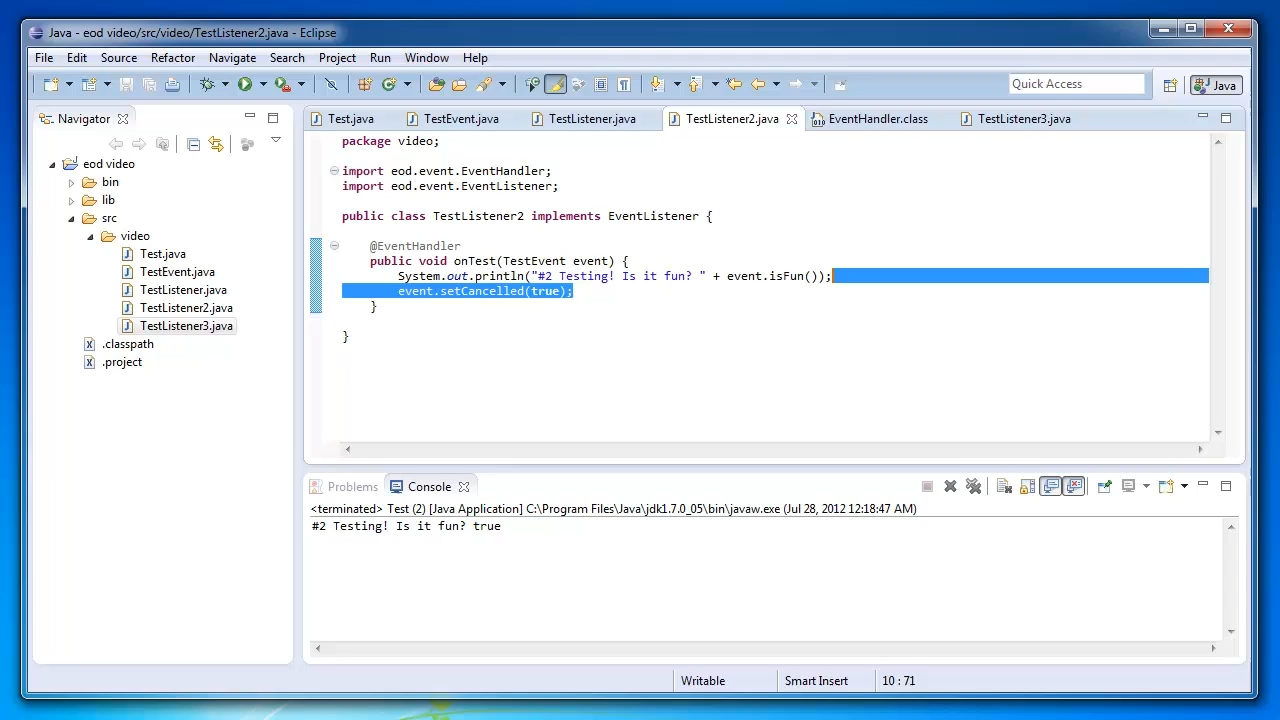 Java - eod video/src/video/TestListener2.java - Eclipse
File Edit Source Refactor Navigate Search Project Run Window Help
Quick Access
Java
Navigator
Test.java TestEvent.java TestListener.java TestListener2.java EventHandler.class TestListener3.java
eod video
bin
lib
src
video
Test.java
TestEvent.java
TestListener.java
TestListener2.java
TestListener3.java
.classpath
.project
package video;
import eod.event.EventHandler;
import eod.event.EventListener;
public class TestListener2 implements EventListener {
@EventHandler
public void onTest(TestEvent event) {
System.out.println("#2 Testing! Is it fun? " + event.isFun());
event.setCancelled(true);
}
}
Problems Console
<terminated> Test (2) [Java Application] C:\Program Files\Java\jdk1.7.0_05\bin\javaw.exe (Jul 28, 2012 12:18:47 AM)
#2 Testing! Is it fun? true
Writable Smart Insert 10 : 71